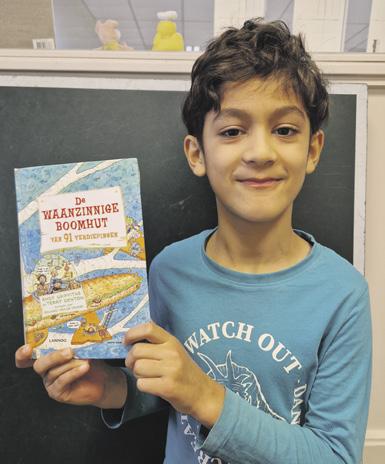 De
WAANZINNIGE
BOOMHUT
VAN 91 VERDIEPINGEN
ANDY GRIFFITHS
TERRY DENTON
LANNOO
WATCH OUT